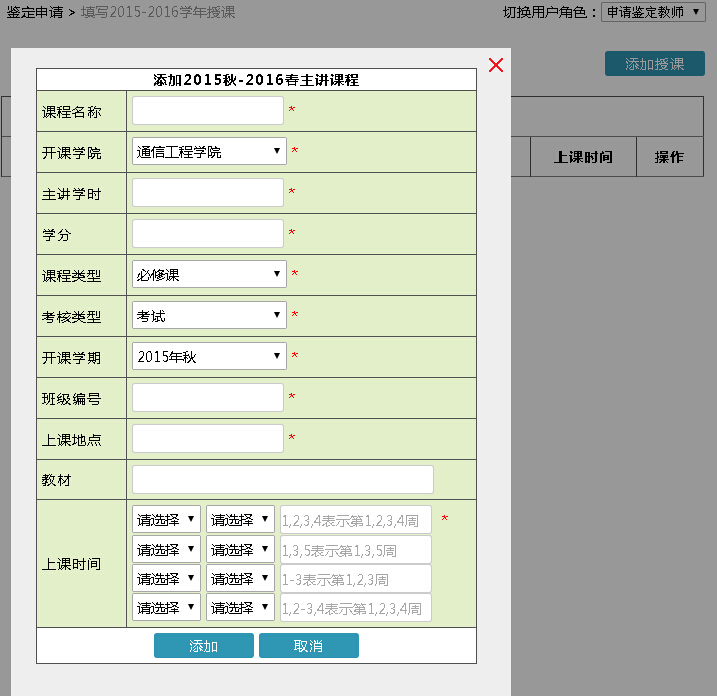 鉴定申请 > 填写2015-2016学年授课
切换用户角色：申请鉴定教师
添加授课
上课时间 操作
添加2015秋-2016春主讲课程
课程名称 *
开课学院 通信工程学院 *
主讲学时 *
学分 *
课程类型 必修课 *
考核类型 考试 *
开课学期 2015年秋 *
班级编号 *
上课地点 *
教材
上课时间
请选择 请选择 1,2,3,4表示第1,2,3,4周 *
请选择 请选择 1,3,5表示第1,3,5周
请选择 请选择 1-3表示第1,2,3周
请选择 请选择 1,2-3,4表示第1,2,3,4周
添加 取消